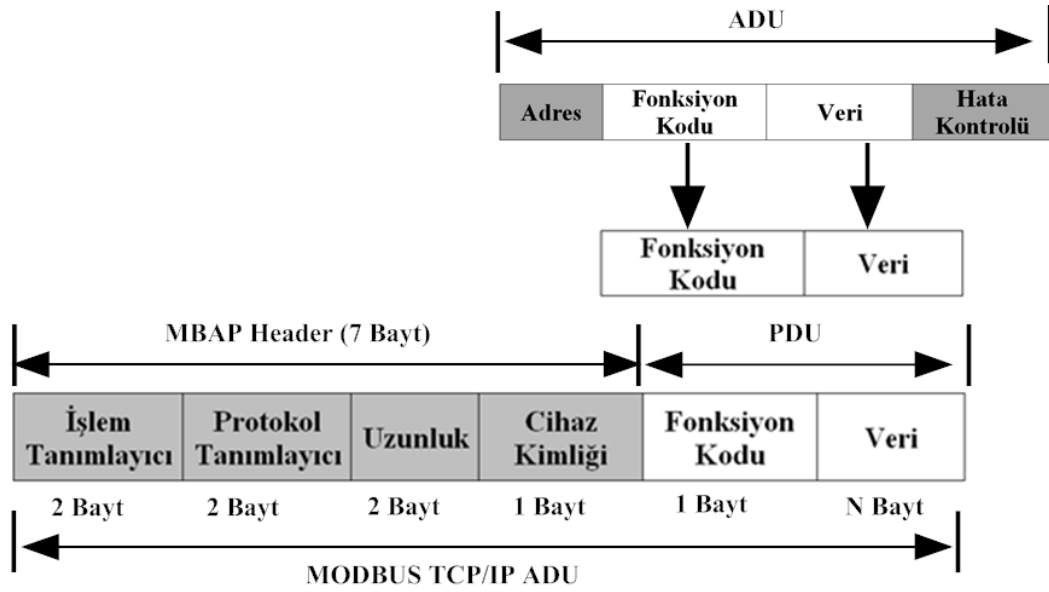 ADU
Adres
Fonksiyon
Kodu
Veri
Hata
Kontrolü
Fonksiyon
Kodu
Veri
MBAP Header (7 Bayt)
PDU
İşlem
Tanımlayıcı
Protokol
Tanımlayıcı
Uzunluk
Cihaz
Kimliği
Fonksiyon
Kodu
Veri
2 Bayt
2 Bayt
2 Bayt
1 Bayt
1 Bayt
N Bayt
MODBUS TCP/IP ADU